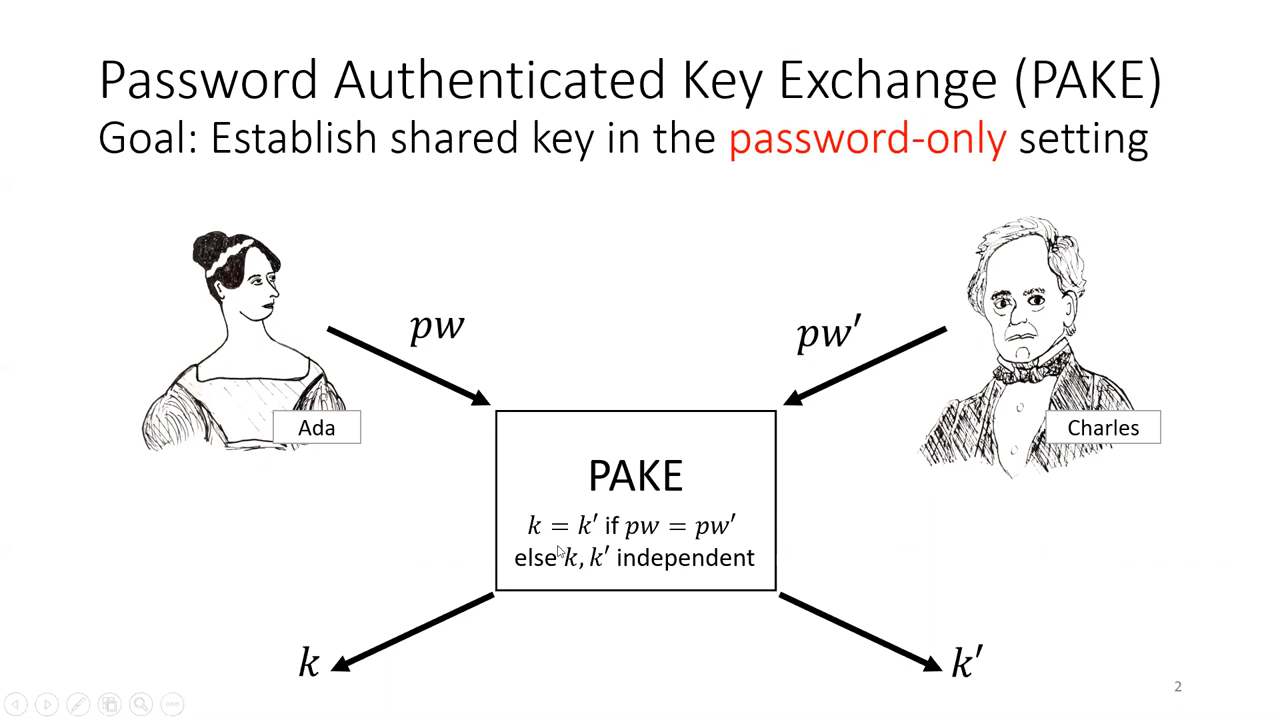 Password Authenticated Key Exchange (PAKE)
Goal: Establish shared key in the password-only setting
pw
pw′
Ada
Charles
PAKE
k = k′ if pw = pw′
else k, k′ independent
k
k′
2